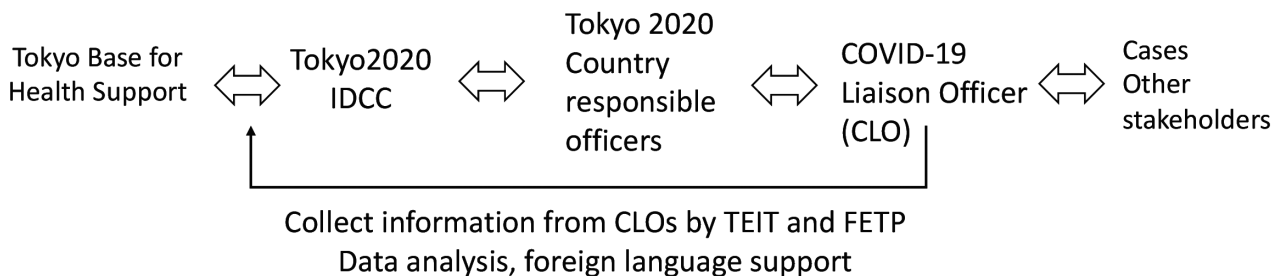 Tokyo Base for
Health Support
Tokyo2020
IDCC
Tokyo 2020
Country
responsible
officers
COVID-19
Liaison Officer
(CLO)
Cases
Other
stakeholders
Collect information from CLOs by TEIT and FETP
Data analysis, foreign language support